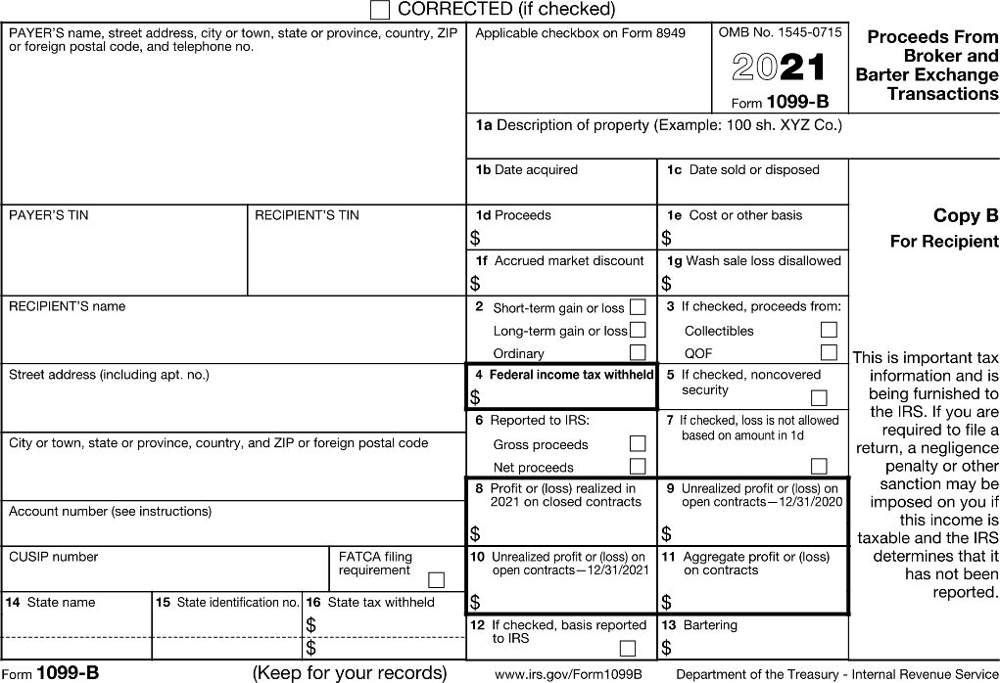 CORRECTED (if checked)
PAYER'S name, street address, city or town, state or province, country, ZIP
or foreign postal code, and telephone no.
Applicable checkbox on Form 8949
OMB No. 1545-0715
2021
Form 1099-B
Proceeds From
Broker and
Barter Exchange
Transactions
1a Description of property (Example: 100 sh. XYZ Co.)
1b Date acquired
1c Date sold or disposed
PAYER'S TIN
RECIPIENT'S TIN
1d Proceeds
$
1e Cost or other basis
$
Copy B
For Recipient
1f Accrued market discount
$
1g Wash sale loss disallowed
$
RECIPIENT'S name
2 Short-term gain or loss
Long-term gain or loss
Ordinary
3 If checked, proceeds from:
Collectibles
QOF
Street address (including apt. no.)
4 Federal income tax withheld
$
5 If checked, noncovered
security
6 Reported to IRS:
Gross proceeds
Net proceeds
7 If checked, loss is not allowed
based on amount in 1d
City or town, state or province, country, and ZIP or foreign postal code
8 Profit or (loss) realized in
2021 on closed contracts
$
9 Unrealized profit or (loss) on
open contracts—12/31/2020
$
Account number (see instructions)
CUSIP number
FATCA filing
requirement
10 Unrealized profit or (loss) on
open contracts—12/31/2021
$
11 Aggregate profit or (loss)
on contracts
$
14 State name
15 State identification no.
16 State tax withheld
$
$
12 If checked, basis reported
to IRS
13 Bartering
$
This is important tax
information and is
being furnished to
the IRS. If you are
required to file a
return, a negligence
penalty or other
sanction may be
imposed on you if
this income is
taxable and the IRS
determines that it
has not been
reported.
Form 1099-B
(Keep for your records)
www.irs.gov/Form1099B
Department of the Treasury - Internal Revenue Service